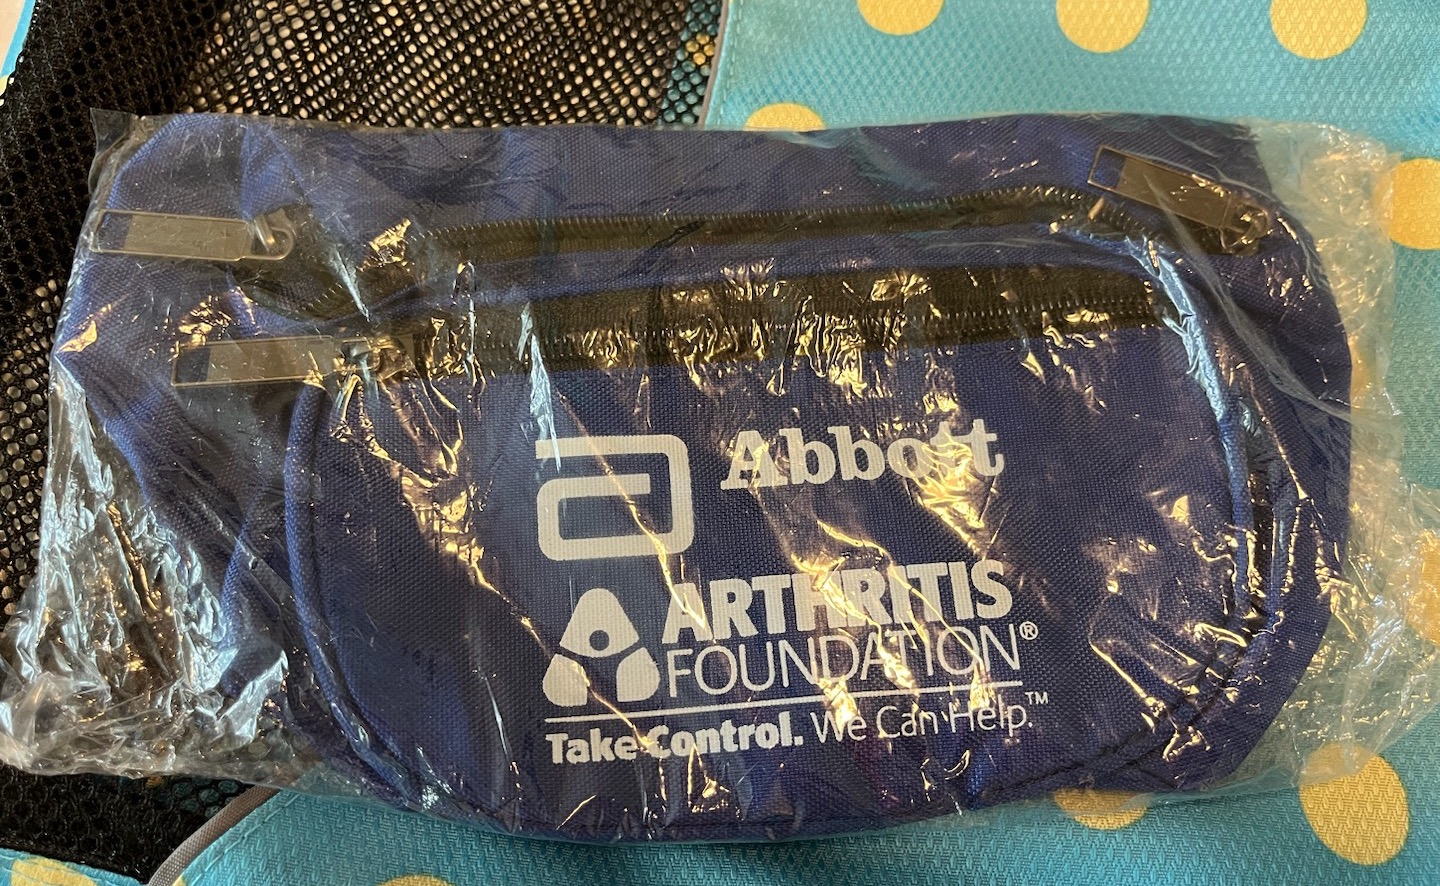 Abbott
ARTHRITIS
FOUNDATION®
Take Control. We Can Help.™